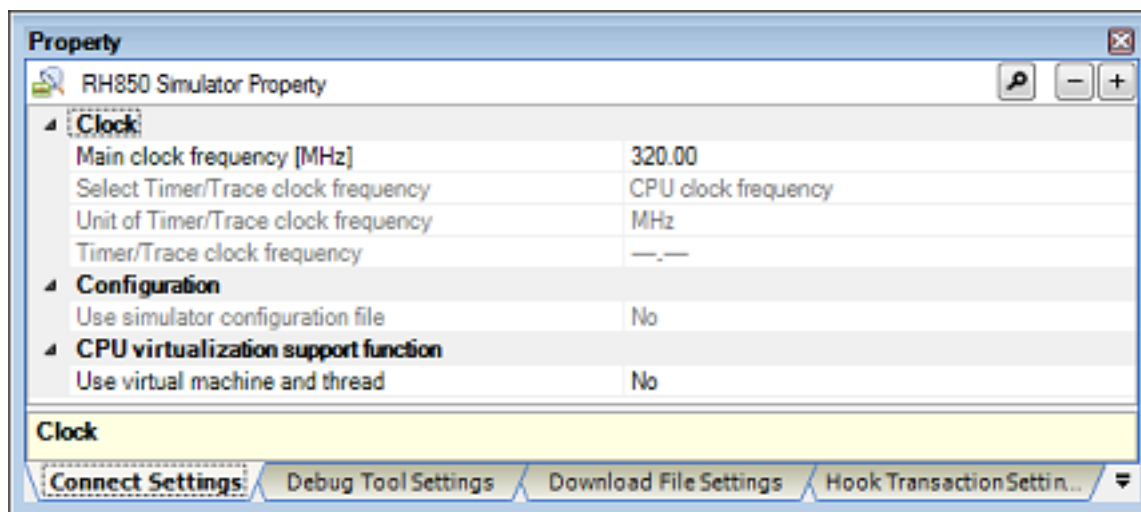 Property
RH850 Simulator Property
Clock
Main clock frequency [MHz] 320.00
Select Timer/Trace clock frequency CPU clock frequency
Unit of Timer/Trace clock frequency MHz
Timer/Trace clock frequency ---.---
Configuration
Use simulator configuration file No
CPU virtualization support function
Use virtual machine and thread No
Clock
Connect Settings Debug Tool Settings Download File Settings Hook Transaction Settin...